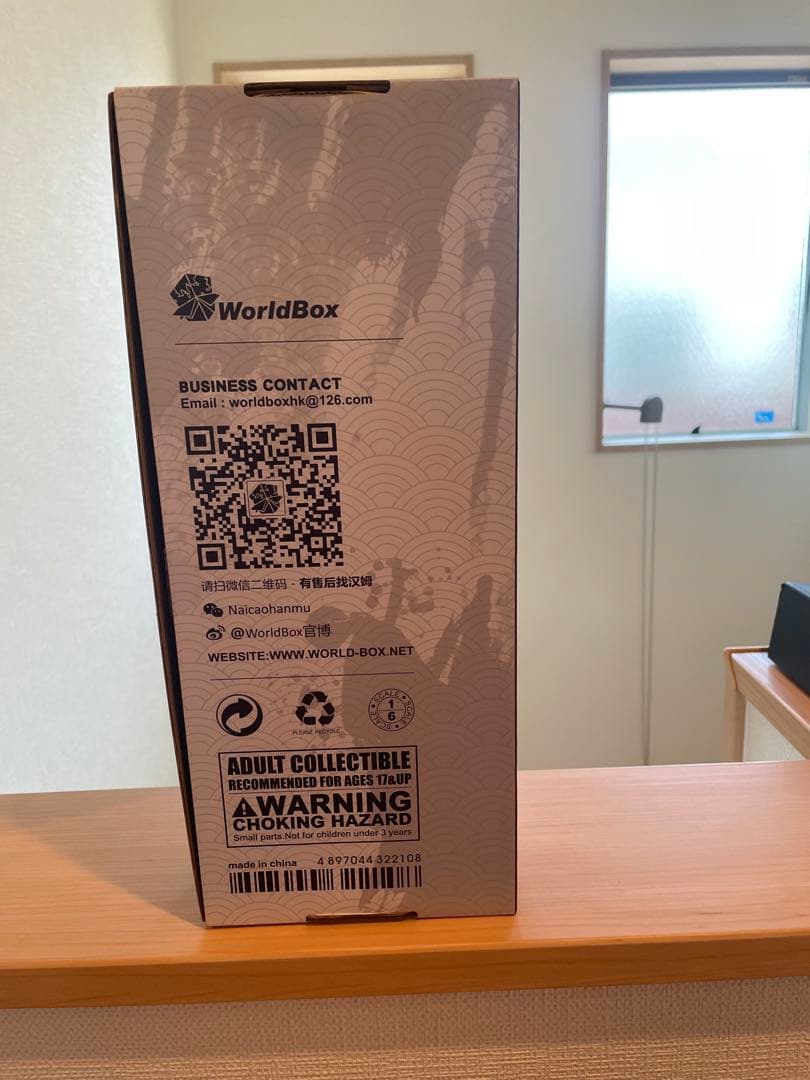 WorldBox
BUSINESS CONTACT
Email : worldboxhk@126.com
请扫微信二维码 - 有售后找汉姆
Naicaohanmu
@WorldBox官博
WEBSITE:WWW.WORLD-BOX.NET
PLEASE RECYCLE
SCALE SCALE SCALE SCALE
1
6
ADULT COLLECTIBLE
RECOMMENDED FOR AGES 17&UP
WARNING
CHOKING HAZARD
Small parts.Not for children under 3 years
made in china 4 897044 322108